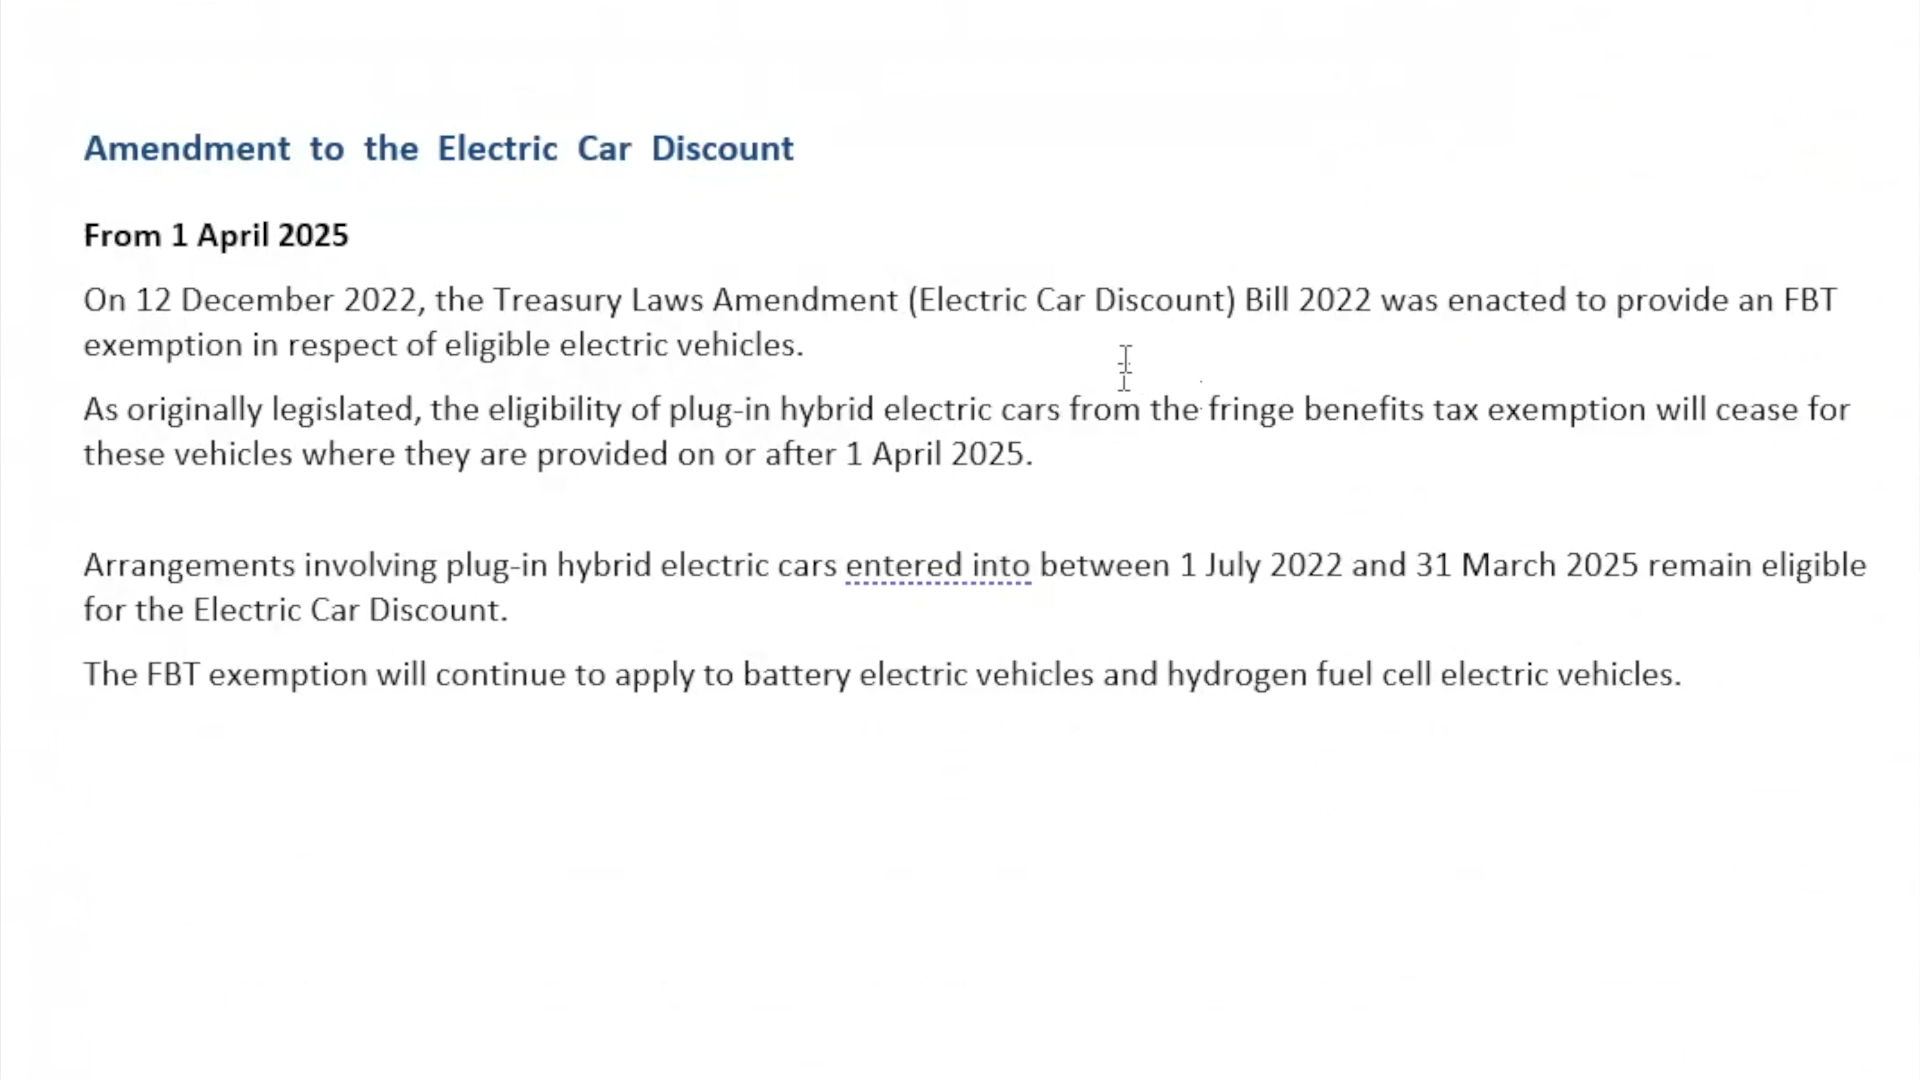 Amendment to the Electric Car Discount
From 1 April 2025
On 12 December 2022, the Treasury Laws Amendment (Electric Car Discount) Bill 2022 was enacted to provide an FBT
exemption in respect of eligible electric vehicles.
As originally legislated, the eligibility of plug-in hybrid electric cars from the fringe benefits tax exemption will cease for
these vehicles where they are provided on or after 1 April 2025.
Arrangements involving plug-in hybrid electric cars entered into between 1 July 2022 and 31 March 2025 remain eligible
for the Electric Car Discount.
The FBT exemption will continue to apply to battery electric vehicles and hydrogen fuel cell electric vehicles.